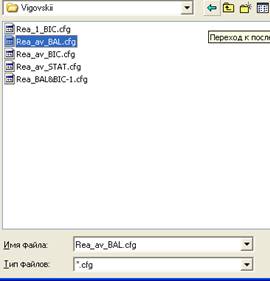 Vigovskii
Rea_1_BIC.cfg
Переход к посл
Rea_av_BAL.cfg
Rea_av_BIC.cfg
Rea_av_STAT.cfg
Rea_BAL&BIC-1.cfg
Имя файла: Rea_av_BAL.cfg
Тип файлов: *.cfg